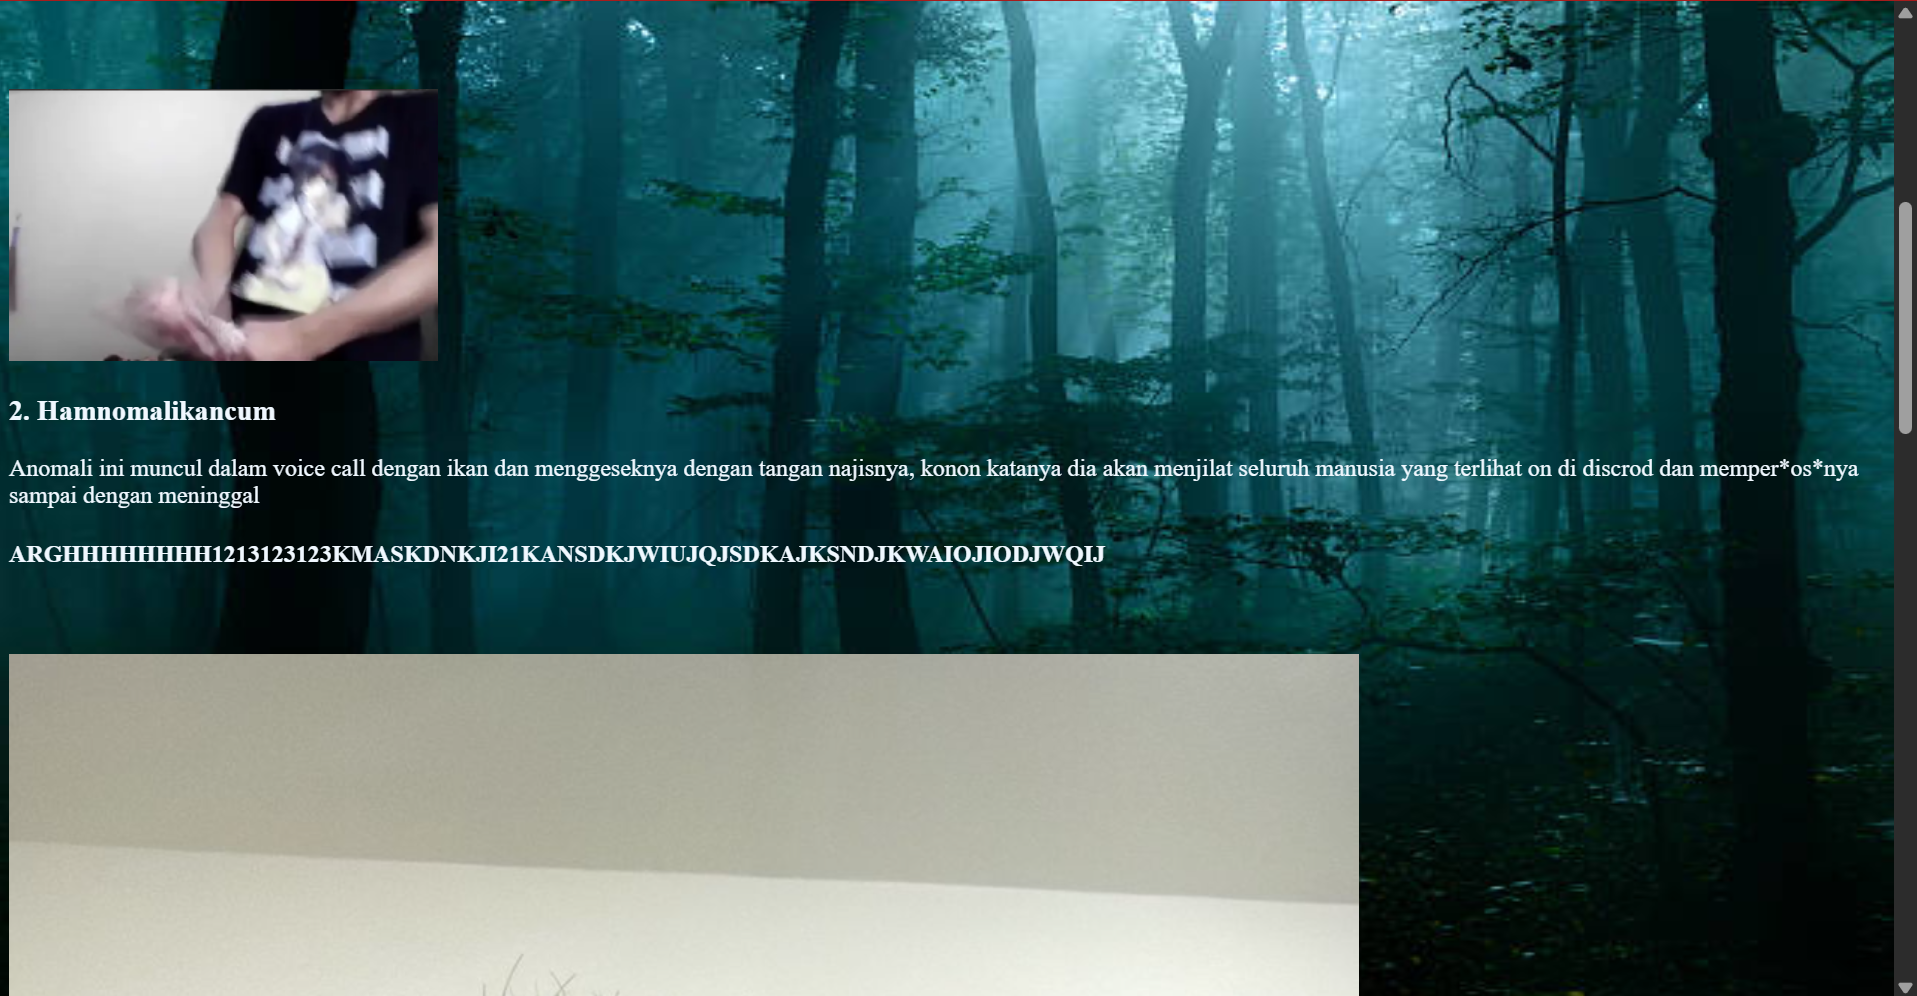 2. Hamnomalikancum
Anomali ini muncul dalam voice call dengan ikan dan menggeseknya dengan tangan najisnya, konon katanya dia akan menjilat seluruh manusia yang terlihat on di discrod dan memper*os*nya
sampai dengan meninggal
ARGHHHHHHHH1213123123KMASKDNKJI21KANSDKJWIUJQJSDKAJKSNDJKWAIOJIODJWQIJ